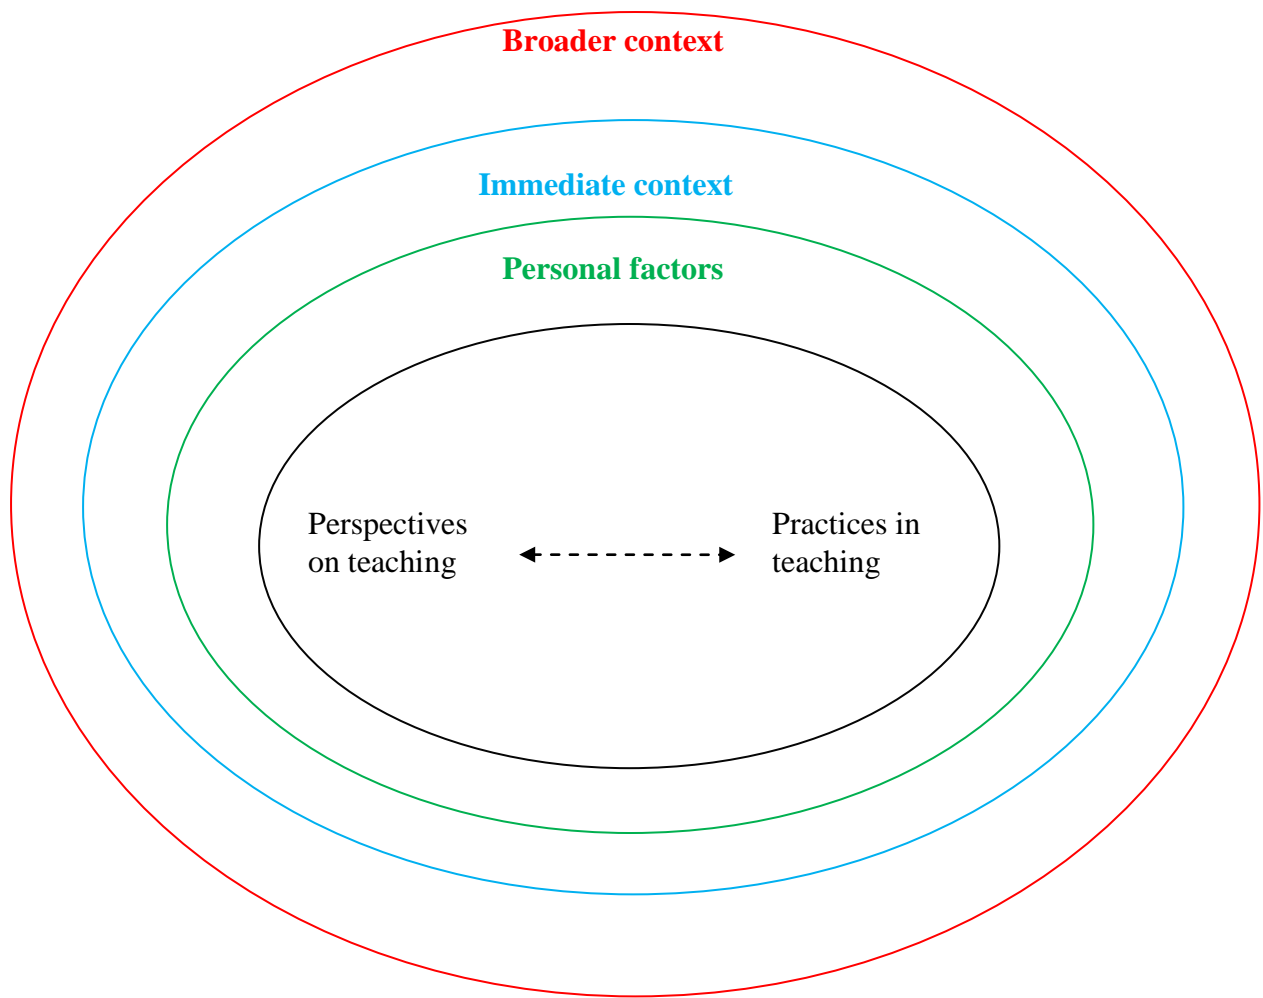 Broader context
Immediate context
Personal factors
Perspectives
on teaching
Practices in
teaching